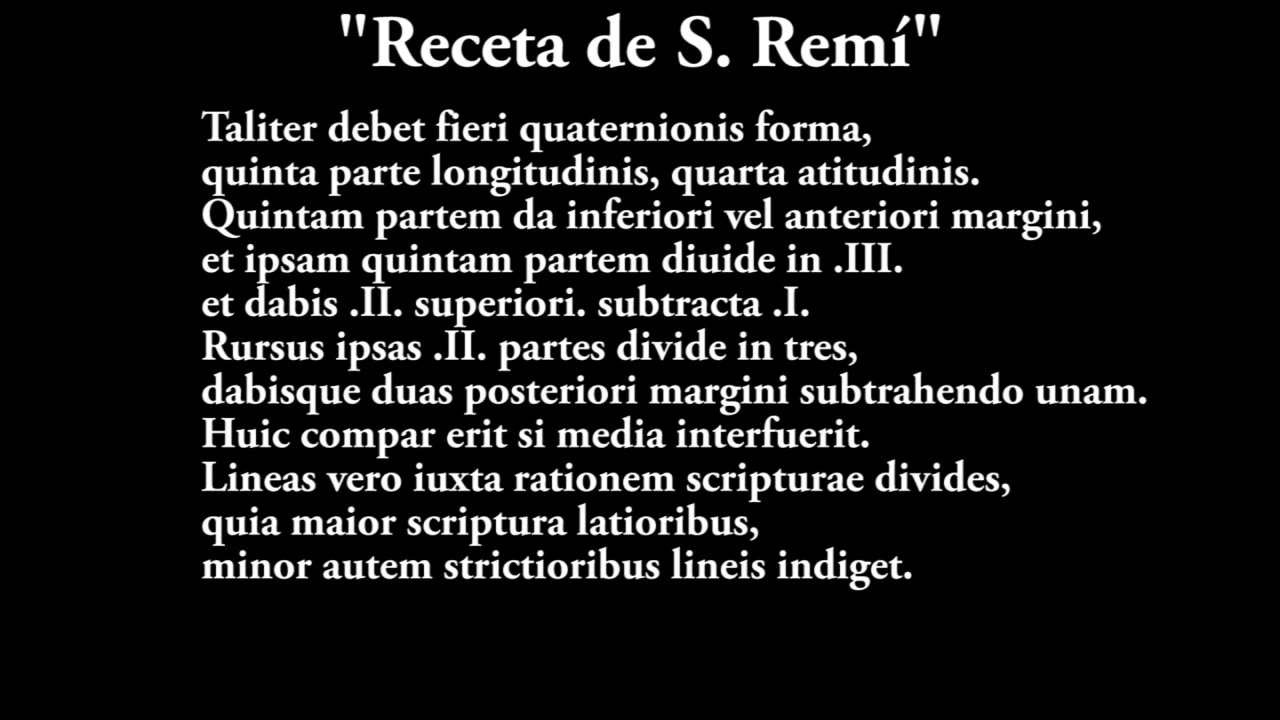 "Receta de S. Remí"
Taliter debet fieri quaternionis forma,
quinta parte longitudinis, quarta atitudinis.
Quintam partem da inferiori vel anteriori margini,
et ipsam quintam partem diuide in .III.
et dabis .II. superiori. subtracta .I.
Rursus ipsas .II. partes divide in tres,
dabisque duas posteriori margini subtrahendo unam.
Huic compar erit si media interfuerit.
Lineas vero iuxta rationem scripturae divides,
quia maior scriptura latioribus,
minor autem strictioribus lineis indiget.